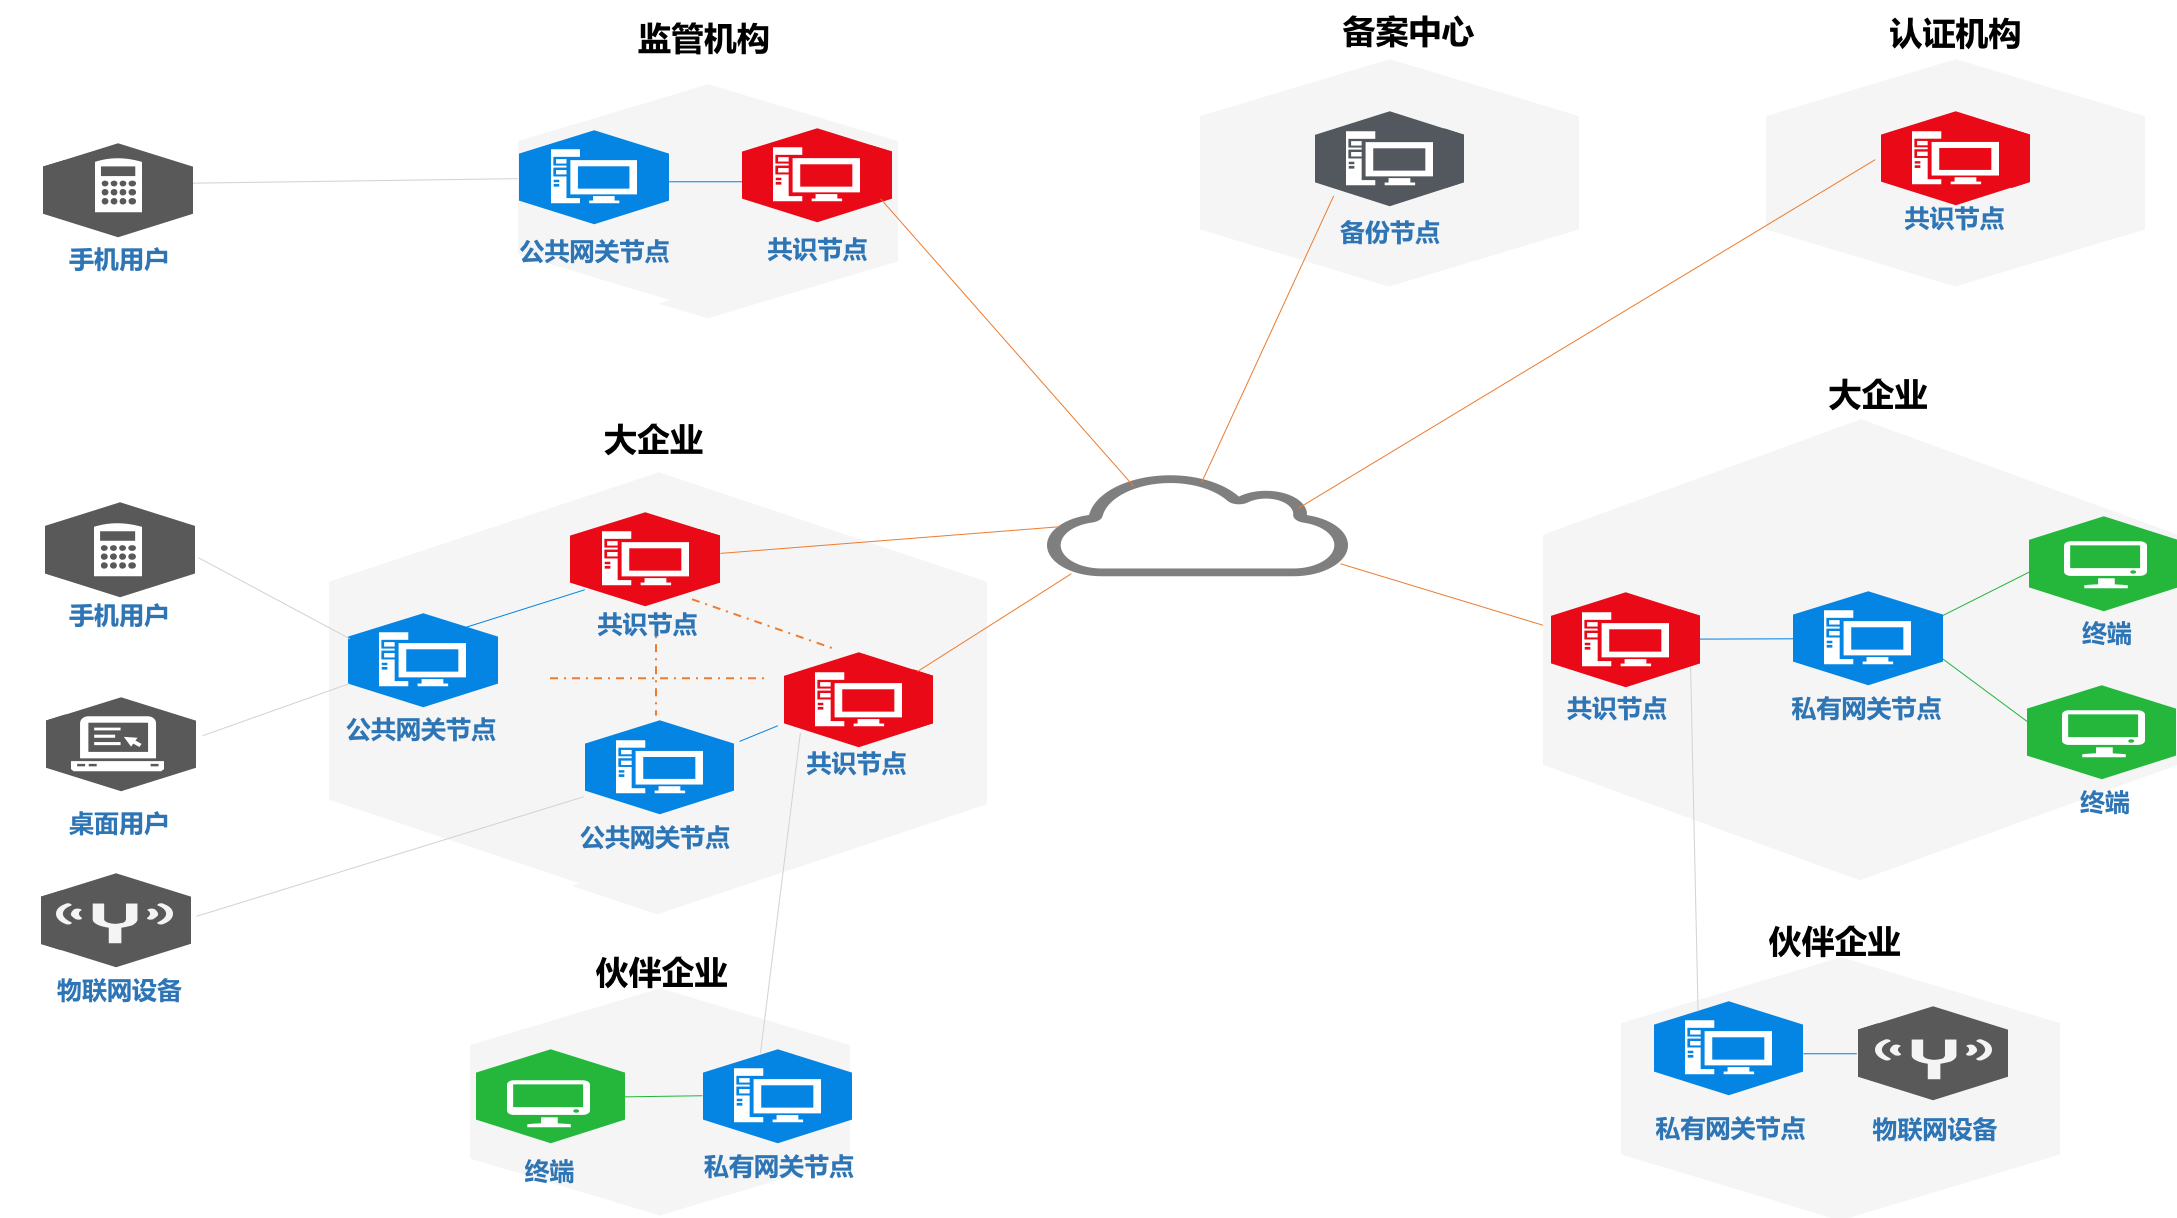 监管机构
备案中心
认证机构
手机用户
公共网关节点
共识节点
备份节点
共识节点
大企业
大企业
手机用户
共识节点
公共网关节点
共识节点
桌面用户
公共网关节点
物联网设备
共识节点
私有网关节点
终端
终端
伙伴企业
终端
私有网关节点
伙伴企业
私有网关节点
物联网设备